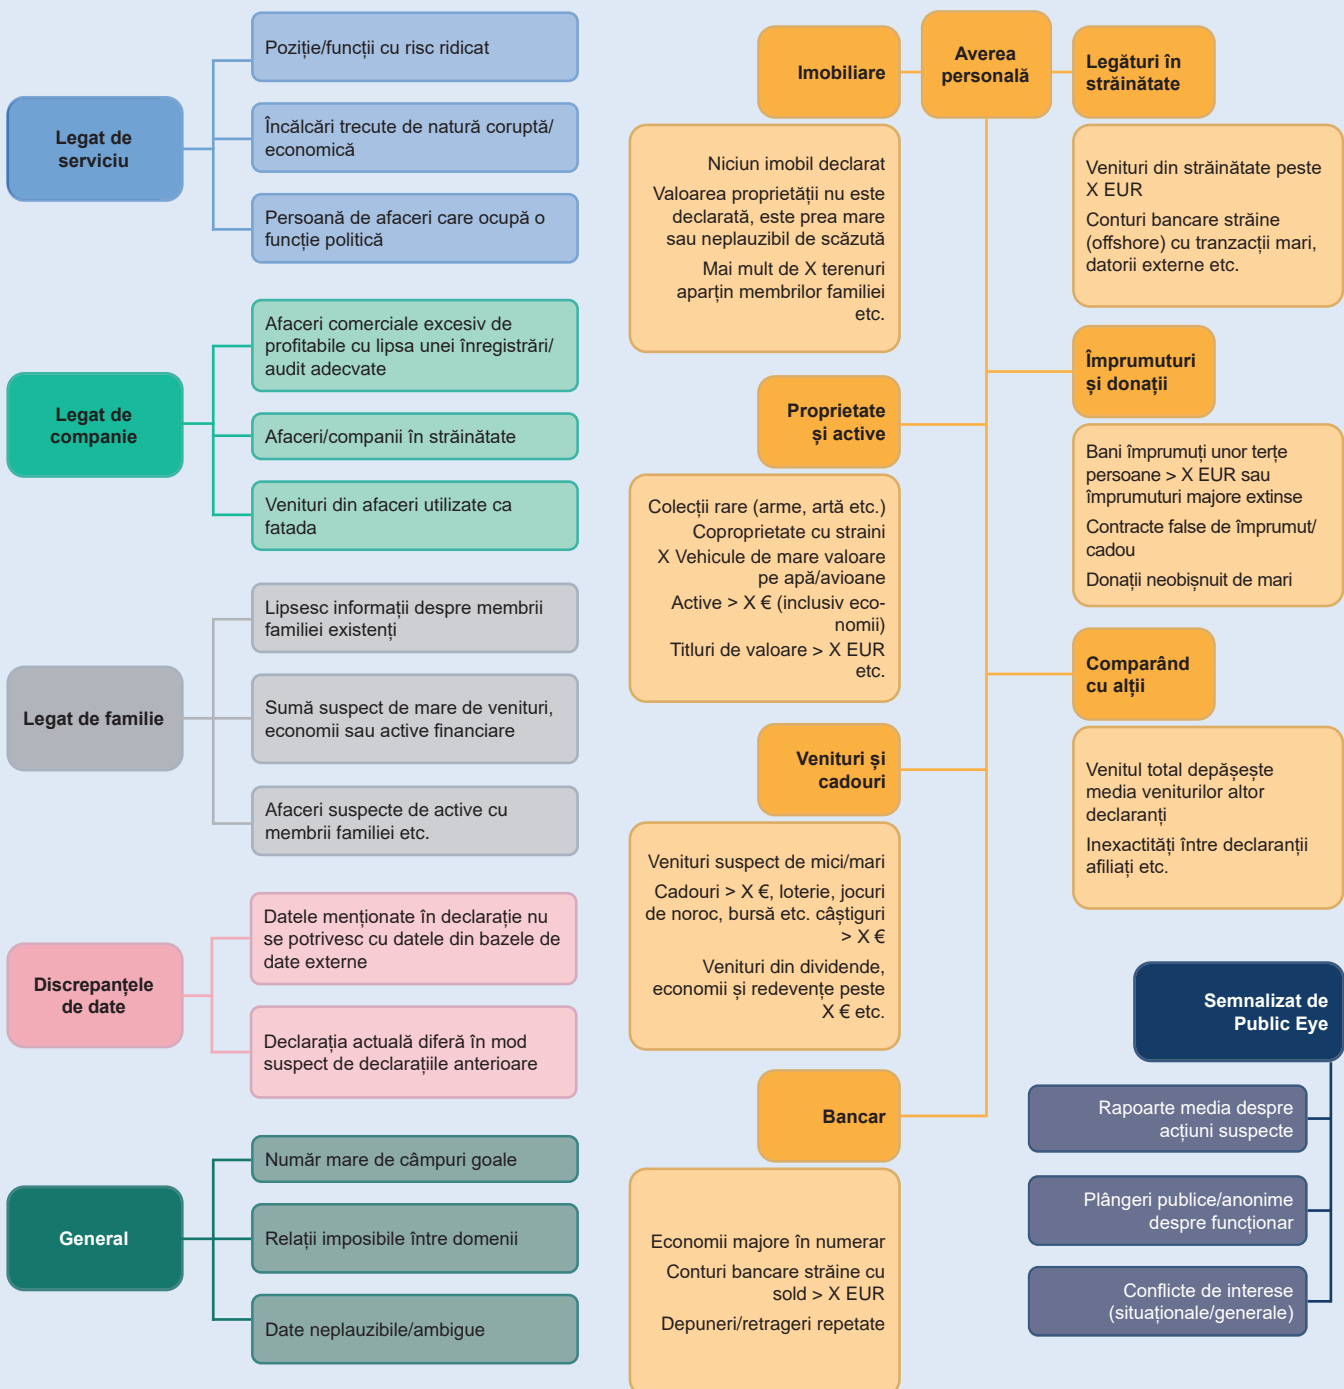 Legat de
serviciu
Poziție/funcții cu risc ridicat
Încălcări trecute de natură coruptă/
economică
Persoană de afaceri care ocupă o
funcție politică
Legat de
companie
Afaceri comerciale excesiv de
profitabile cu lipsa unei înregistrări/
audit adecvate
Afaceri/companii în străinătate
Venituri din afaceri utilizate ca
fatada
Legat de familie
Lipsesc informații despre membrii
familiei existenți
Sumă suspect de mare de venituri,
economii sau active financiare
Afaceri suspecte de active cu
membrii familiei etc.
Discrepanțele
de date
Datele menționate în declarație nu
se potrivesc cu datele din bazele de
date externe
Declarația actuală diferă în mod
suspect de declarațiile anterioare
General
Număr mare de câmpuri goale
Relații imposibile între domenii
Date neplauzibile/ambigue
Averea
personală
Imobiliare
Niciun imobil declarat
Valoarea proprietății nu este
declarată, este prea mare
sau neplauzibil de scăzută
Mai mult de X terenuri
aparțin membrilor familiei
etc.
Proprietate
și active
Colecții rare (arme, artă etc.)
Coproprietate cu straini
X Vehicule de mare valoare
pe apă/avioane
Active > X € (inclusiv eco-
nomii)
Titluri de valoare > X EUR
etc.
Venituri și
cadouri
Venituri suspect de mici/mari
Cadouri > X €, loterie, jocuri
de noroc, bursă etc. câștiguri
> X €
Venituri din dividende,
economii și redevențe peste
X € etc.
Bancar
Economii majore în numerar
Conturi bancare străine cu
sold > X EUR
Depuneri/retrageri repetate
Legături în
străinătate
Venituri din străinătate peste
X EUR
Conturi bancare străine
(offshore) cu tranzacții mari,
datorii externe etc.
Împrumuturi
și donații
Bani împrumuți unor terțe
persoane > X EUR sau
împrumuturi majore extinse
Contracte false de împrumut/
cadou
Donații neobișnuit de mari
Comparând
cu alții
Venitul total depășește
media veniturilor altor
declaranți
Inexactități între declaranții
afiliați etc.
Semnalizat de
Public Eye
Rapoarte media despre
acțiuni suspecte
Plângeri publice/anonime
despre funcționar
Conflicte de interese
(situaționale/generale)